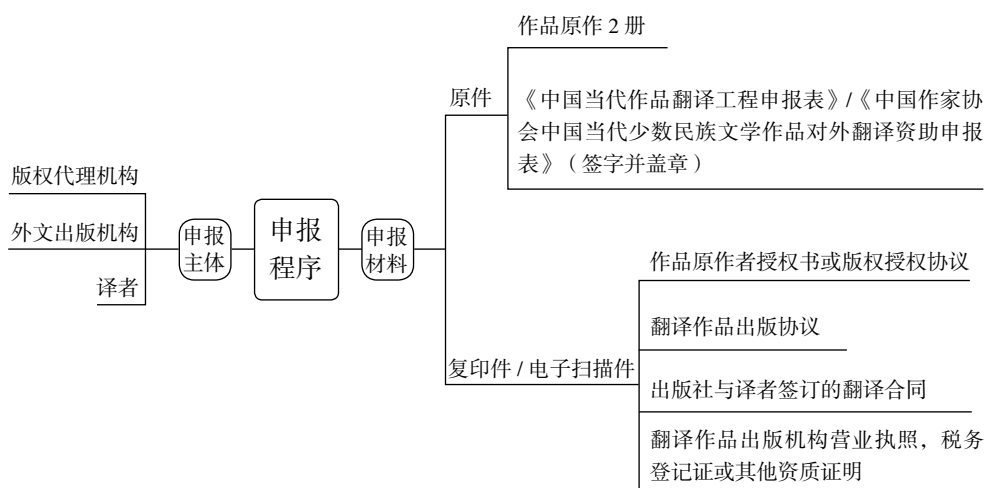 版权代理机构
外文出版机构
译者
申报
主体
申报
程序
申报
材料
原件
作品原作 2 册
《中国当代作品翻译工程申报表》/《中国作家协
会中国当代少数民族文学作品对外翻译资助申报
表》（签字并盖章）
复印件 / 电子扫描件
作品原作者授权书或版权授权协议
翻译作品出版协议
出版社与译者签订的翻译合同
翻译作品出版机构营业执照，税务
登记证或其他资质证明